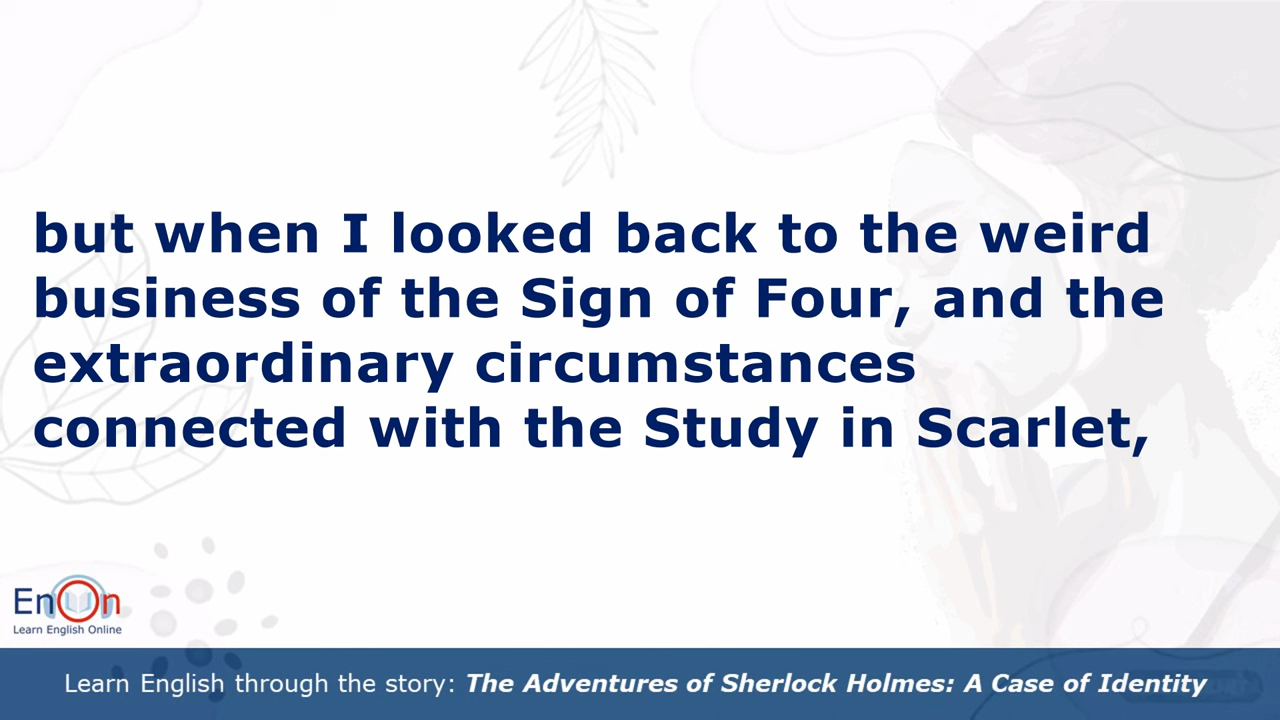 but when I looked back to the weird
business of the Sign of Four, and the
extraordinary circumstances
connected with the Study in Scarlet,
EnOn
Learn English Online
Learn English through the story: The Adventures of Sherlock Holmes: A Case of Identity